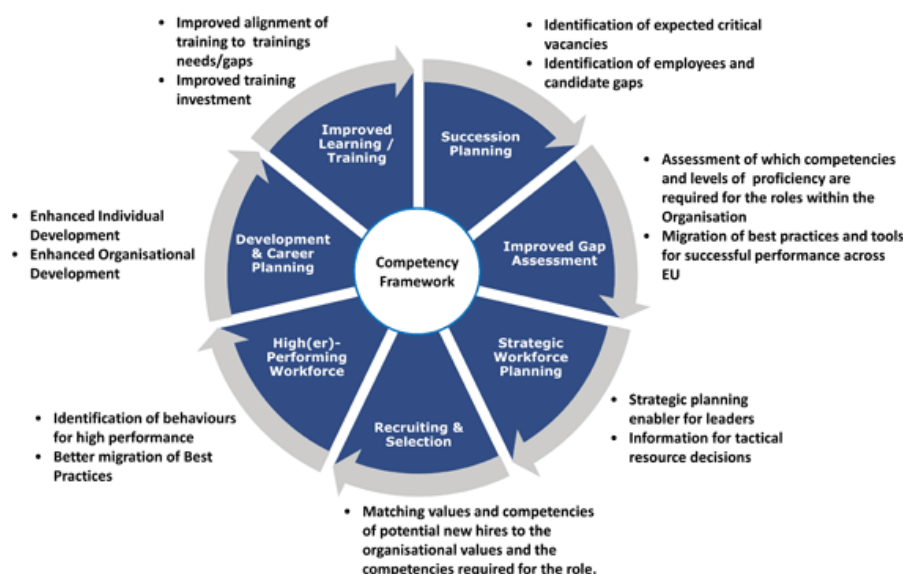 • Improved alignment of
training to trainings
needs/gaps
• Improved training
investment
• Identification of expected critical
vacancies
• Identification of employees and
candidate gaps
Improved
Learning /
Training
Succession
Planning
• Assessment of which competencies
and levels of proficiency are
required for the roles within the
Organisation
• Migration of best practices and tools
for successful performance across
EU
• Enhanced Individual
Development
• Enhanced Organisational
Development
Development
& Career
Planning
Competency
Framework
Improved Gap
Assessment
High(er)-
Performing
Workforce
Strategic
Workforce
Planning
Recruiting &
Selection
• Strategic planning
enabler for leaders
• Information for tactical
resource decisions
• Identification of behaviours
for high performance
• Better migration of Best
Practices
• Matching values and competencies
of potential new hires to the
organisational values and the
competencies required for the role.